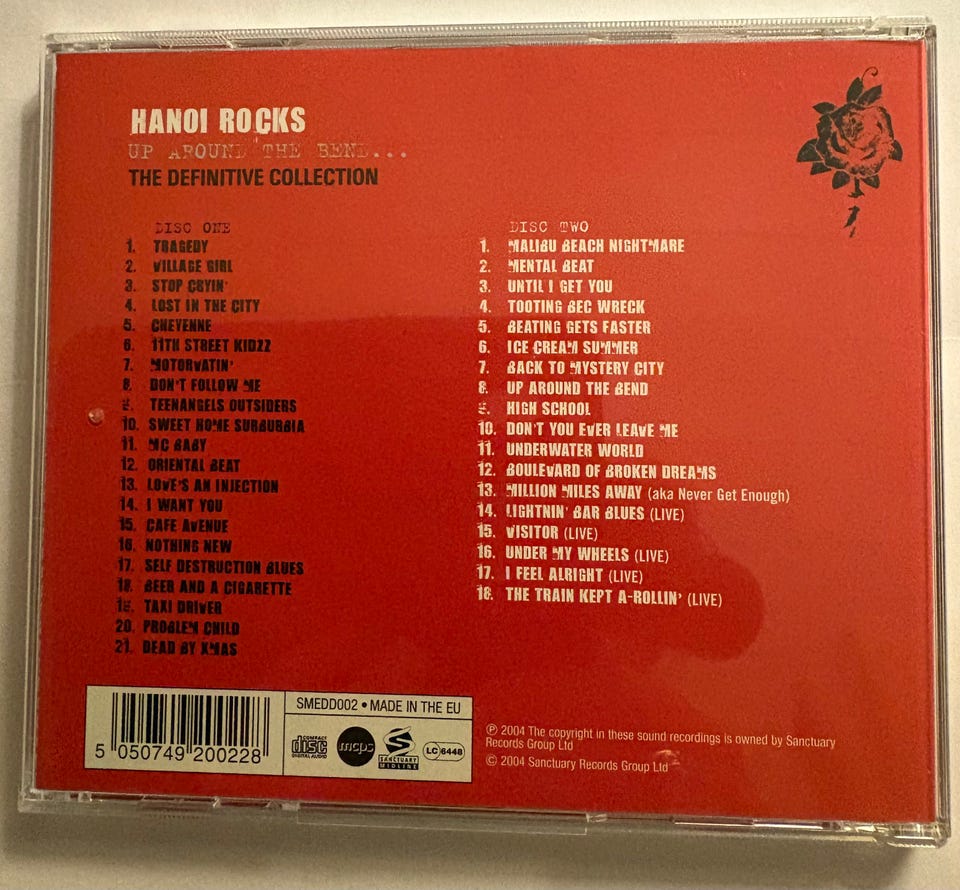 HANOI ROCKS
UP AROUND THE BEND...
THE DEFINITIVE COLLECTION
DISC ONE
1. TRAGEDY
2. VILLAGE GIRL
3. STOP CRYIN'
4. LOST IN THE CITY
5. CHEYENNE
6. 11TH STREET KIDZZ
7. MOTORVATIN'
8. DON'T FOLLOW ME
9. TEENANGELS OUTSIDERS
10. SWEET HOME SURBUBBIA
11. MC BABY
12. ORIENTAL BEAT
13. LOVE'S AN INJECTION
14. I WANT YOU
15. CAFE AVENUE
16. NOTHING NEW
17. SELF DESTRUCTION BLUES
18. BEER AND A CIGARETTE
19. TAXI DRIVER
20. PROBLEM CHILD
21. DEAD BY XMAS
DISC TWO
1. MALIBU BEACH NIGHTMARE
2. MENTAL BEAT
3. UNTIL I GET YOU
4. TOOTING BEC WRECK
5. BEATING GETS FASTER
6. ICE CREAM SUMMER
7. BACK TO MYSTERY CITY
8. UP AROUND THE BEND
9. HIGH SCHOOL
10. DON'T YOU EVER LEAVE ME
11. UNDERWATER WORLD
12. BOULEVARD OF BROKEN DREAMS
13. MILLION MILES AWAY (aka Never Get Enough)
14. LIGHTNIN' BAR BLUES (LIVE)
15. VISITOR (LIVE)
16. UNDER MY WHEELS (LIVE)
17. I FEEL ALRIGHT (LIVE)
18. THE TRAIN KEPT A-ROLLIN' (LIVE)
5 050749 200228
SMEDD002 • MADE IN THE EU
COMPACT
disc
DIGITAL AUDIO
mcps
SANCTUARY
MIDLINE
LC 6448
℗ 2004 The copyright in these sound recordings is owned by Sanctuary
Records Group Ltd
© 2004 Sanctuary Records Group Ltd